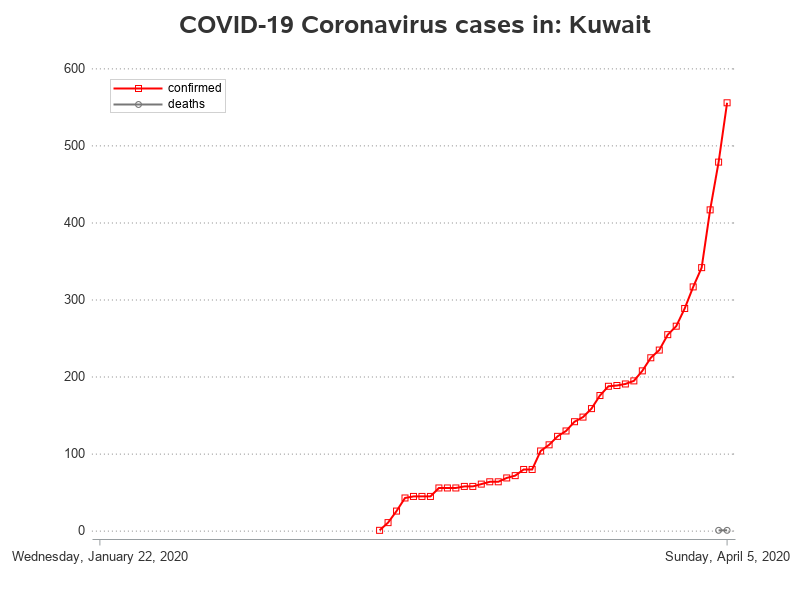 COVID-19 Coronavirus cases in: Kuwait
600
confirmed
deaths
500
400
300
200
100
0
Wednesday, January 22, 2020
Sunday, April 5, 2020